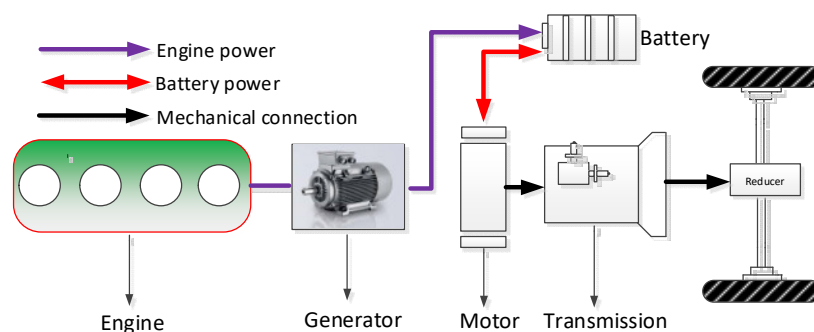 Engine power
Battery power
Mechanical connection
Battery
Reducer
Engine
Generator
Motor
Transmission